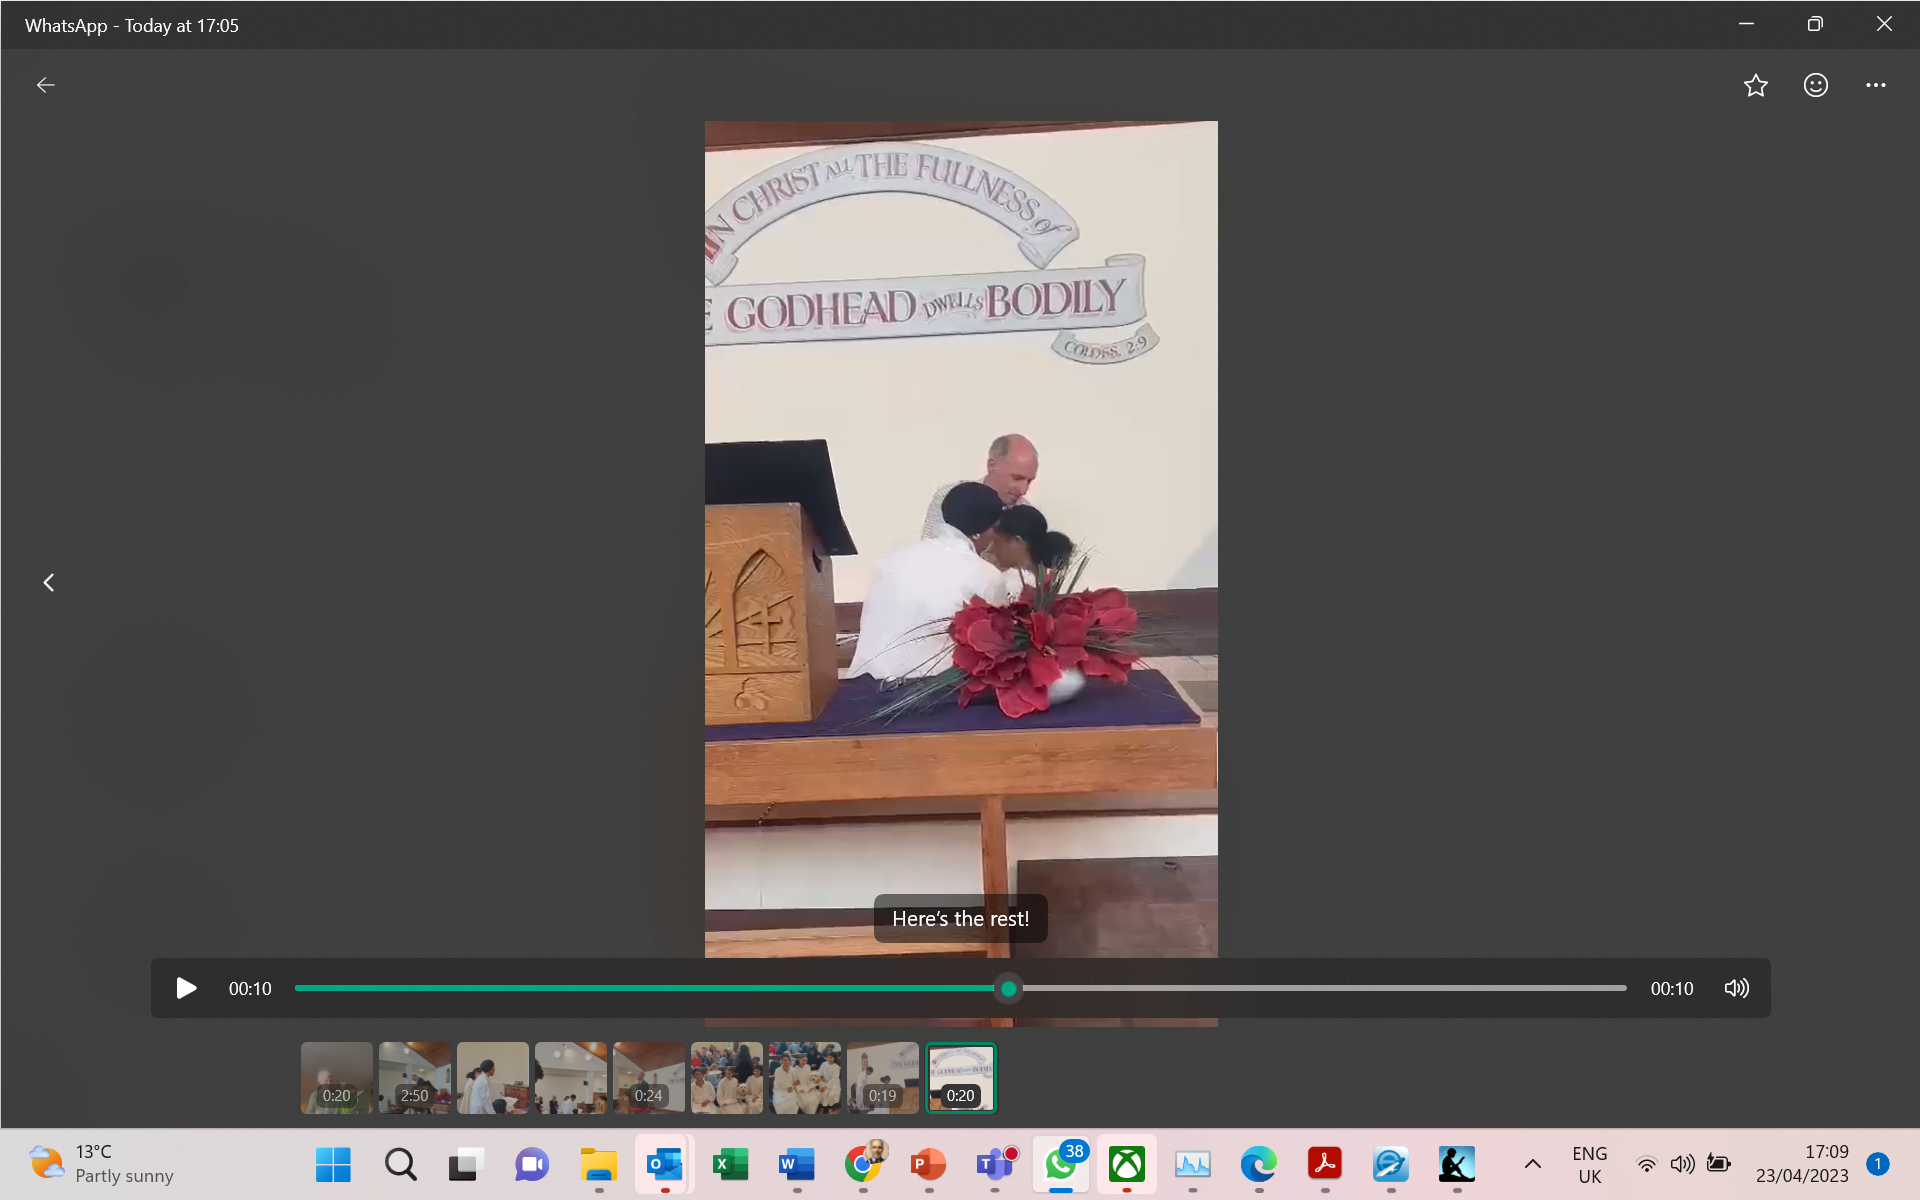 WhatsApp - Today at 17:05
IN CHRIST ALL THE FULLNESS of
E GODHEAD DWELLS BODILY
COLOSS. 2:9
Here's the rest!
00:10
00:10
0:20
2:50
0:24
0:19
0:20
13°C
Partly sunny
38
ENG
UK
17:09
23/04/2023
1